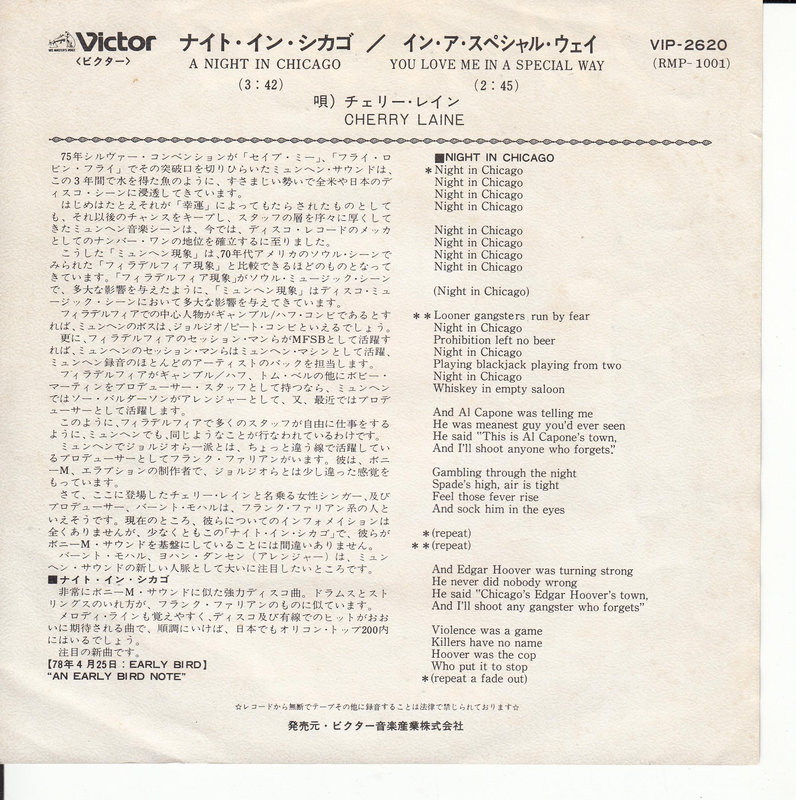 Victor
〈ビクター〉
ナイト・イン・シカゴ / イン・ア・スペシャル・ウェイ
A NIGHT IN CHICAGO YOU LOVE ME IN A SPECIAL WAY
(3:42) (2:45)
VIP-2620
(RMP-1001)
唄) チェリー・レイン
CHERRY LAINE
75年シルヴァー・コンベンションが「セイブ・ミー」、「フライ・ロ
ビン・フライ」でその突破口を切りひらいたミュンヘン・サウンドは、
この3年間で水を得た魚のように、すさまじい勢いで全米や日本のデ
ィスコ・シーンに浸透してきています。
はじめはたとえそれが「幸運」によってもたらされたものとして
も、それ以後のチャンスをキープし、スタッフの層を序々に厚くして
きたミュンヘン音楽シーンは、今では、ディスコ・レコードのメッカ
としてのナンバー・ワンの地位を確立するに至りました。
こうした「ミュンヘン現象」は、70年代アメリカのソウル・シーンで
みられた「フィラデルフィア現象」と比較できるほどのものとなって
きています。「フィラデルフィア現象」がソウル・ミュージック・シーン
で、多大な影響を与えたように、「ミュンヘン現象」はディスコ・ミュ
ージック・シーンにおいて多大な影響を与えてきています。
フィラデルフィアでの中心人物がギャンブル/ハフ・コンビであるとす
れば、ミュンヘンのボスは、ジョルジオ/ピート・コンビといえるでしょう。
更に、フィラデルフィアのセッション・マンらがMFSBとして活躍す
れば、ミュンヘンのセッション・マンらはミュンヘン・マシンとして活躍、
ミュンヘン録音のほとんどのアーティストのバックを担当します。
フィラデルフィアがギャンブル/ハフ、トム・ベルの他にボビー・
マーティンをプロデューサー・スタッフとして持つなら、ミュンヘン
ではソー・バルダーソンがアレンジャーとして、又、最近ではプロデ
ューサーとして活躍します。
このように、フィラデルフィアで多くのスタッフが自由に仕事をする
ように、ミュンヘンでも、同じようなことが行なわれているわけです。
ミュンヘンでジョルジオら一派とは、ちょっと違う線で活躍してい
るプロデューサーとしてフランク・ファリアンがいます。彼は、ボニ
ーM、エラプションの制作者で、ジョルジオらとは少し違った感覚を
もっています。
さて、ここに登場したチェリー・レインと名乗る女性シンガー、及び
プロデューサー、バーント・モハルは、フランク・ファリアン系の人と
いえそうです。現在のところ、彼らについてのインフォメイションは
全くありませんが、少なくともこの「ナイト・イン・シカゴ」で、彼らが
ボニーM・サウンドを基盤にしていることには間違いありません。
バーント・モハル、ヨハン・ダンセン(アレンジャー)は、ミュン
ヘン・サウンドの新しい人脈として大いに注目したいところです。
■ナイト・イン・シカゴ
非常にボニーM・サウンドに似た強力ディスコ曲。ドラムスとスト
リングスのいれ方が、フランク・ファリアンのものに似ています。
メロディ・ラインも覚えやすく、ディスコ及び有線でのヒットがおお
いに期待される曲で、順調にいけば、日本でもオリコン・トップ200内
にはいるでしょう。
注目の新曲です。
【78年4月25日:EARLY BIRD】
"AN EARLY BIRD NOTE"
■NIGHT IN CHICAGO
*Night in Chicago
Night in Chicago
Night in Chicago
Night in Chicago
Night in Chicago
Night in Chicago
Night in Chicago
Night in Chicago
(Night in Chicago)
**Looner gangsters run by fear
Night in Chicago
Prohibition left no beer
Night in Chicago
Playing blackjack playing from two
Night in Chicago
Whiskey in empty saloon
And Al Capone was telling me
He was meanest guy you'd ever seen
He said "This is Al Capone's town,
And I'll shoot anyone who forgets."
Gambling through the night
Spade's high, air is tight
Feel those fever rise
And sock him in the eyes
*(repeat)
**(repeat)
And Edgar Hoover was turning strong
He never did nobody wrong
He said "Chicago's Edgar Hoover's town,
And I'll shoot any gangster who forgets"
Violence was a game
Killers have no name
Hoover was the cop
Who put it to stop
*(repeat a fade out)
☆レコードから無断でテープその他に録音することは法律で禁じられております☆
発売元・ビクター音楽産業株式会社